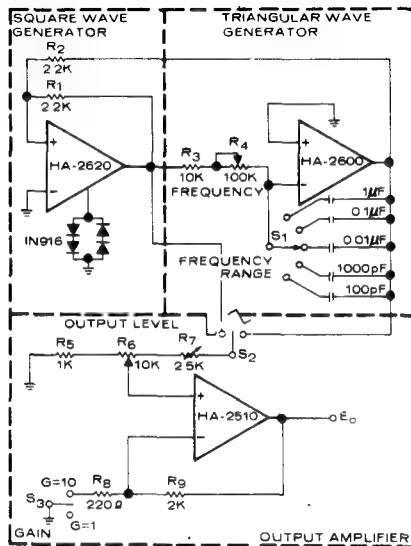 SQUARE WAVE
GENERATOR
TRIANGULAR WAVE
GENERATOR
R2
2.2K
R1
2.2K
+
HA-2620
−
IN916
R3
10K
R4
100K
FREQUENCY
+
HA-2600
−
1μF
0.1μF
S1
0.01μF
FREQUENCY
RANGE
1000pF
100pF
OUTPUT LEVEL
R5
1K
R6
10K
R7
25K
S2
+
HA-2510
−
Eo
G=10
S3
G=1
R8
220Ω
R9
2K
GAIN
OUTPUT AMPLIFIER